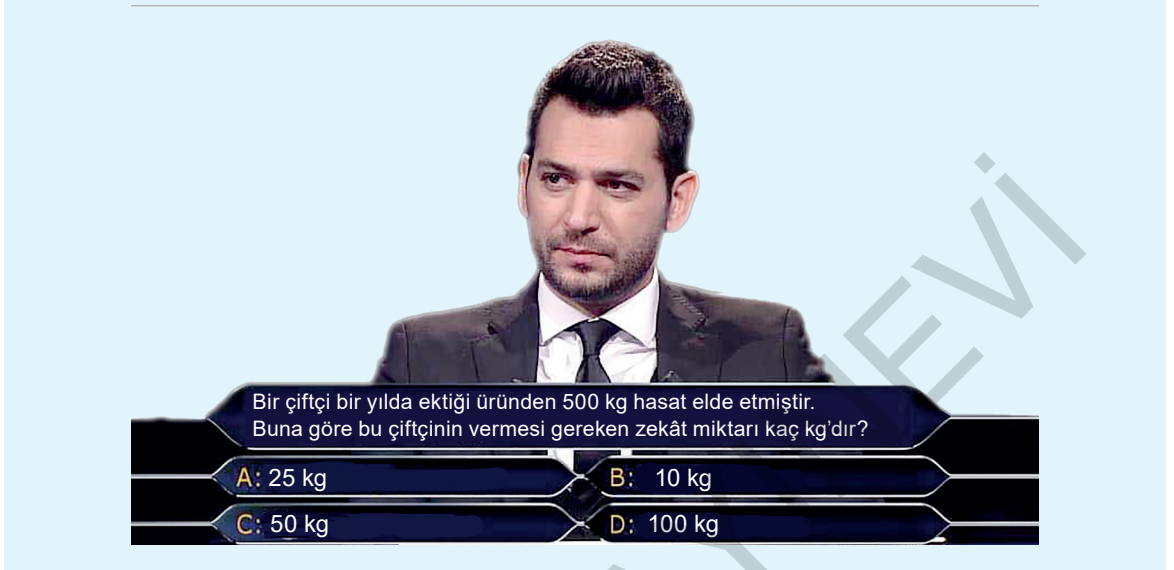 Bir çiftçi bir yılda ektiği üründen 500 kg hasat elde etmiştir.
Buna göre bu çiftçinin vermesi gereken zekât miktarı kaç kg’dır?
A: 25 kg
B: 10 kg
C: 50 kg
D: 100 kg